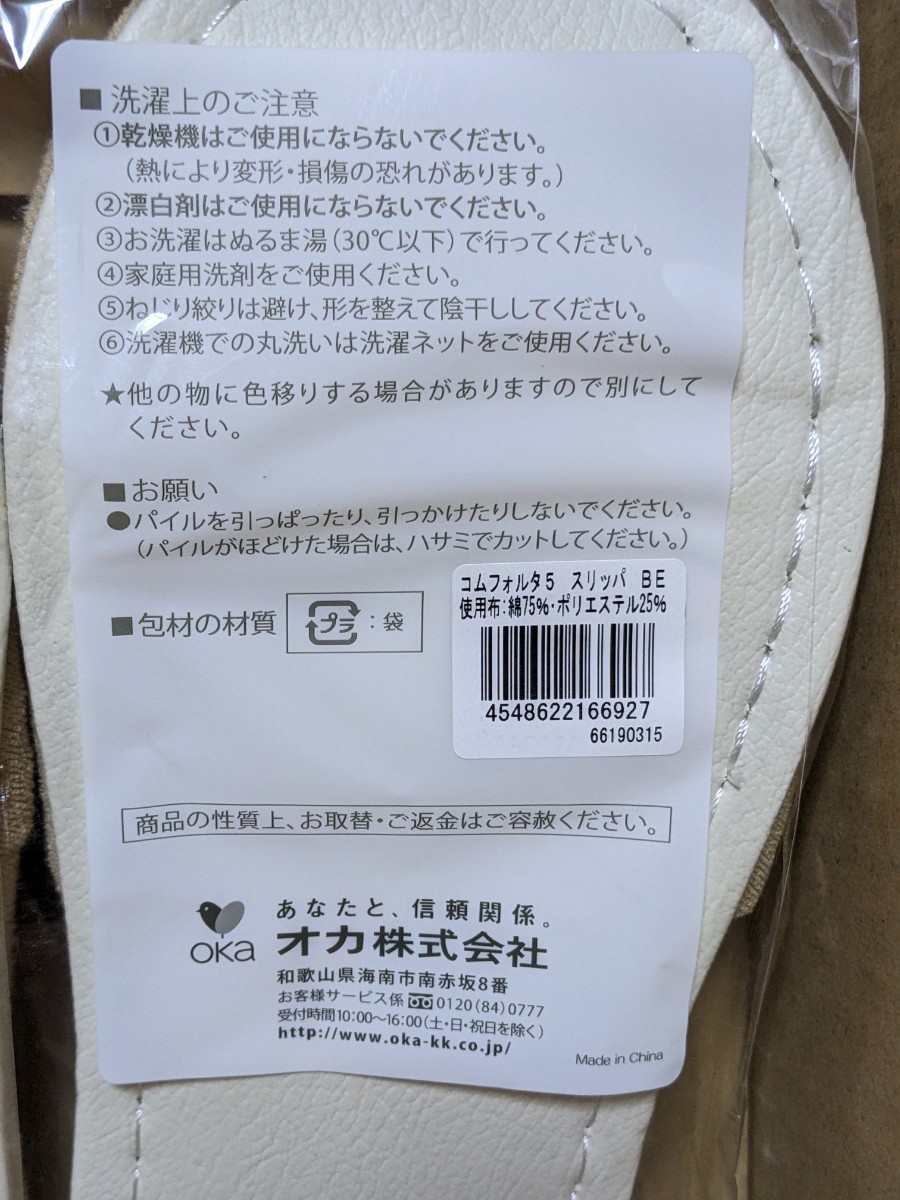 ■洗濯上のご注意
①乾燥機はご使用にならないでください。
（熱により変形・損傷の恐れがあります。）
②漂白剤はご使用にならないでください。
③お洗濯はぬるま湯（30℃以下）で行ってください。
④家庭用洗剤をご使用ください。
⑤ねじり絞りは避け、形を整えて陰干ししてください。
⑥洗濯機での丸洗いは洗濯ネットをご使用ください。
★他の物に色移りする場合がありますので別にして
ください。
■お願い
●パイルを引っぱったり、引っかけたりしないでください。
（パイルがほどけた場合は、ハサミでカットしてください。）
■包材の材質 プラ：袋
コムフォルタ5 スリッパ BE
使用布：綿75%・ポリエステル25%
4548622166927
66190315
商品の性質上、お取替・ご返金はご容赦ください。
あなたと、信頼関係。
oka オカ株式会社
和歌山県海南市南赤坂8番
お客様サービス係 0120(84)0777
受付時間10:00〜16:00（土・日・祝日を除く）
http://www.oka-kk.co.jp/
Made in China